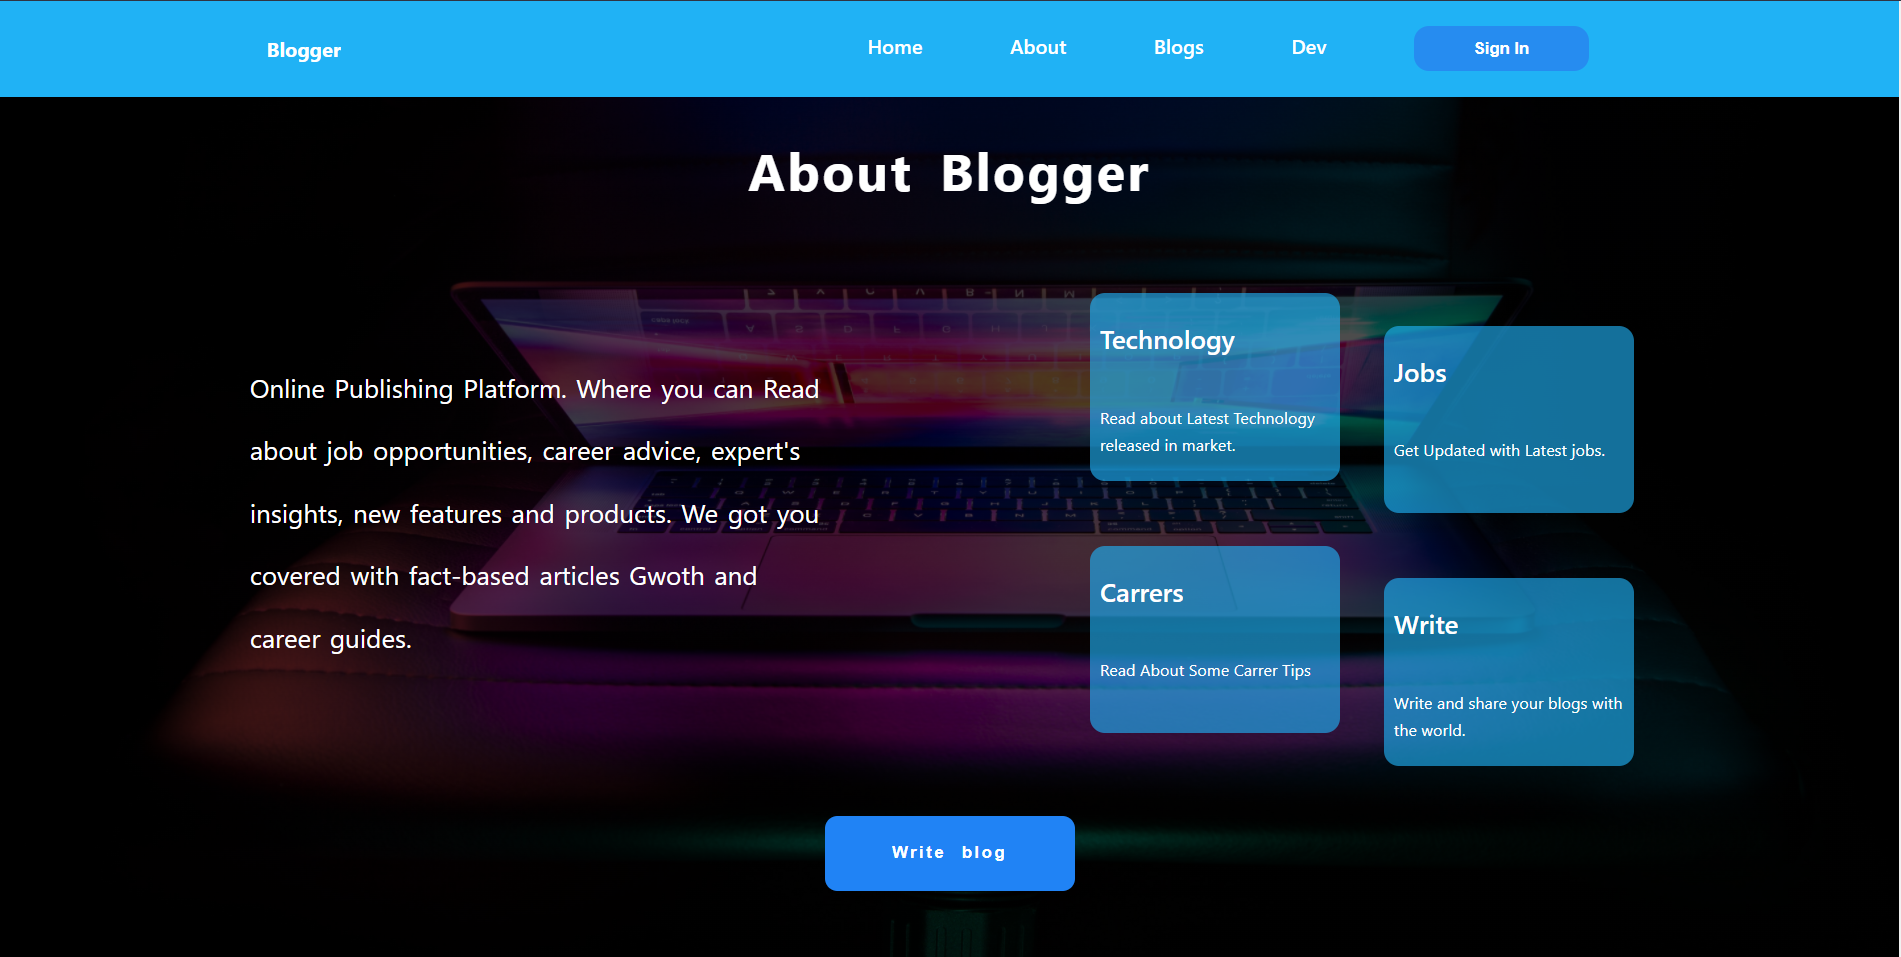 Blogger
Home
About
Blogs
Dev
Sign In
About Blogger
Online Publishing Platform. Where you can Read
about job opportunities, career advice, expert's
insights, new features and products. We got you
covered with fact-based articles Gwoth and
career guides.
Technology
Read about Latest Technology
released in market.
Jobs
Get Updated with Latest jobs.
Carrers
Read About Some Carrer Tips
Write
Write and share your blogs with
the world.
Write blog